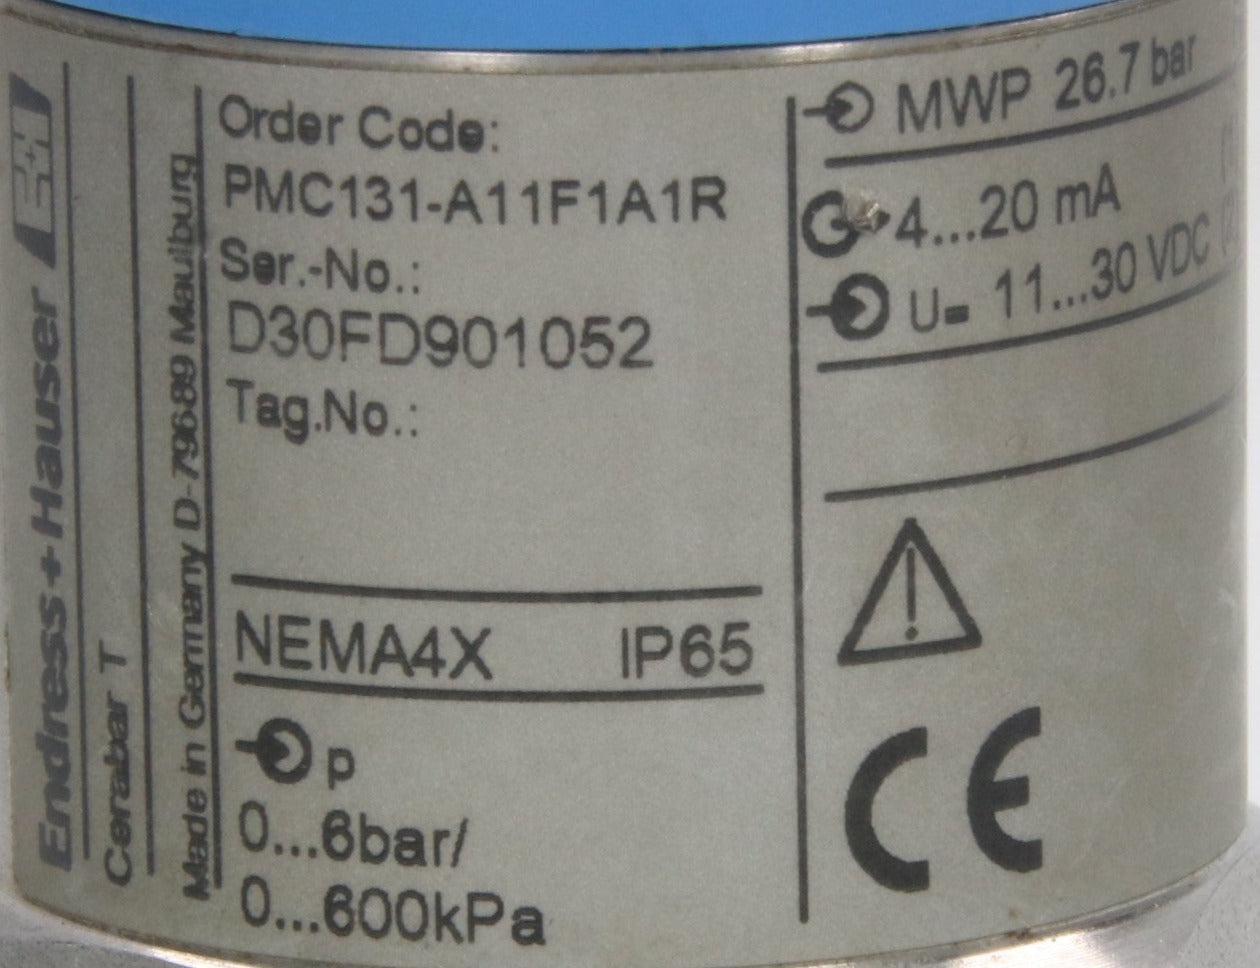 E+H
Endress+Hauser
Cerabar T
Made in Germany D-79689 Maulburg
Order Code:
PMC131-A11F1A1R
Ser.-No.:
D30FD901052
Tag.No.:
NEMA4X IP65
p
0...6bar/
0...600kPa
MWP 26.7 bar
4...20 mA
U= 11...30 VDC
CE